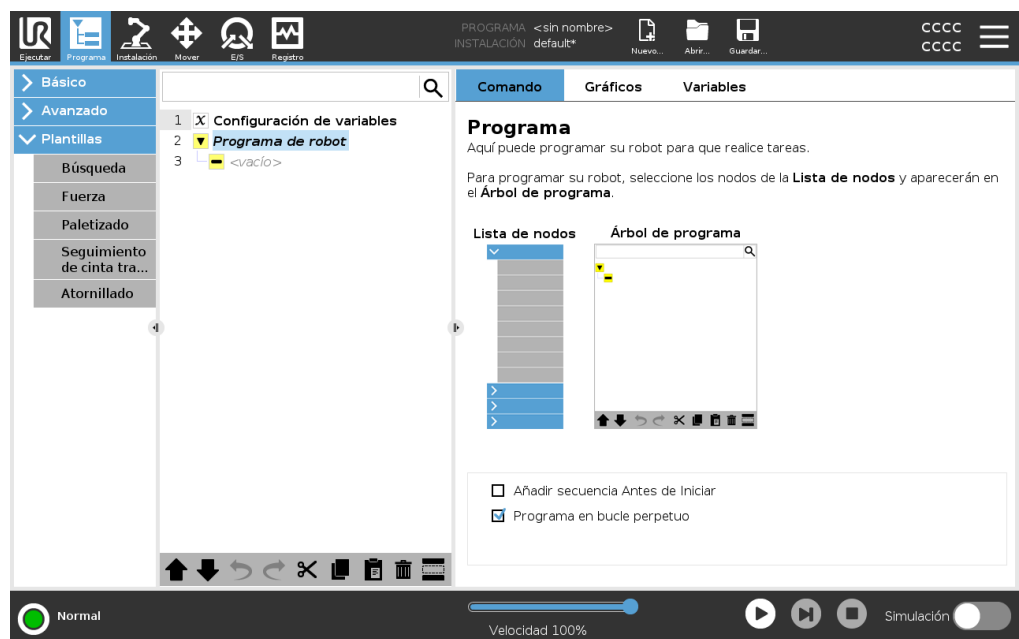 PROGRAMA <sin nombre>
INSTALACIÓN default*
Ejecutar Programa Instalación Mover E/S Registro
Nuevo... Abrir... Guardar...
CCCC
CCCC
Básico
Avanzado
Plantillas
Búsqueda
Fuerza
Paletizado
Seguimiento
de cinta tra...
Atornillado
1 X Configuración de variables
2 Programa de robot
3 <vacío>
Comando Gráficos Variables
Programa
Aquí puede programar su robot para que realice tareas.
Para programar su robot, seleccione los nodos de la Lista de nodos y aparecerán en
el Árbol de programa.
Lista de nodos Árbol de programa
Añadir secuencia Antes de Iniciar
Programa en bucle perpetuo
Normal
Velocidad 100%
Simulación